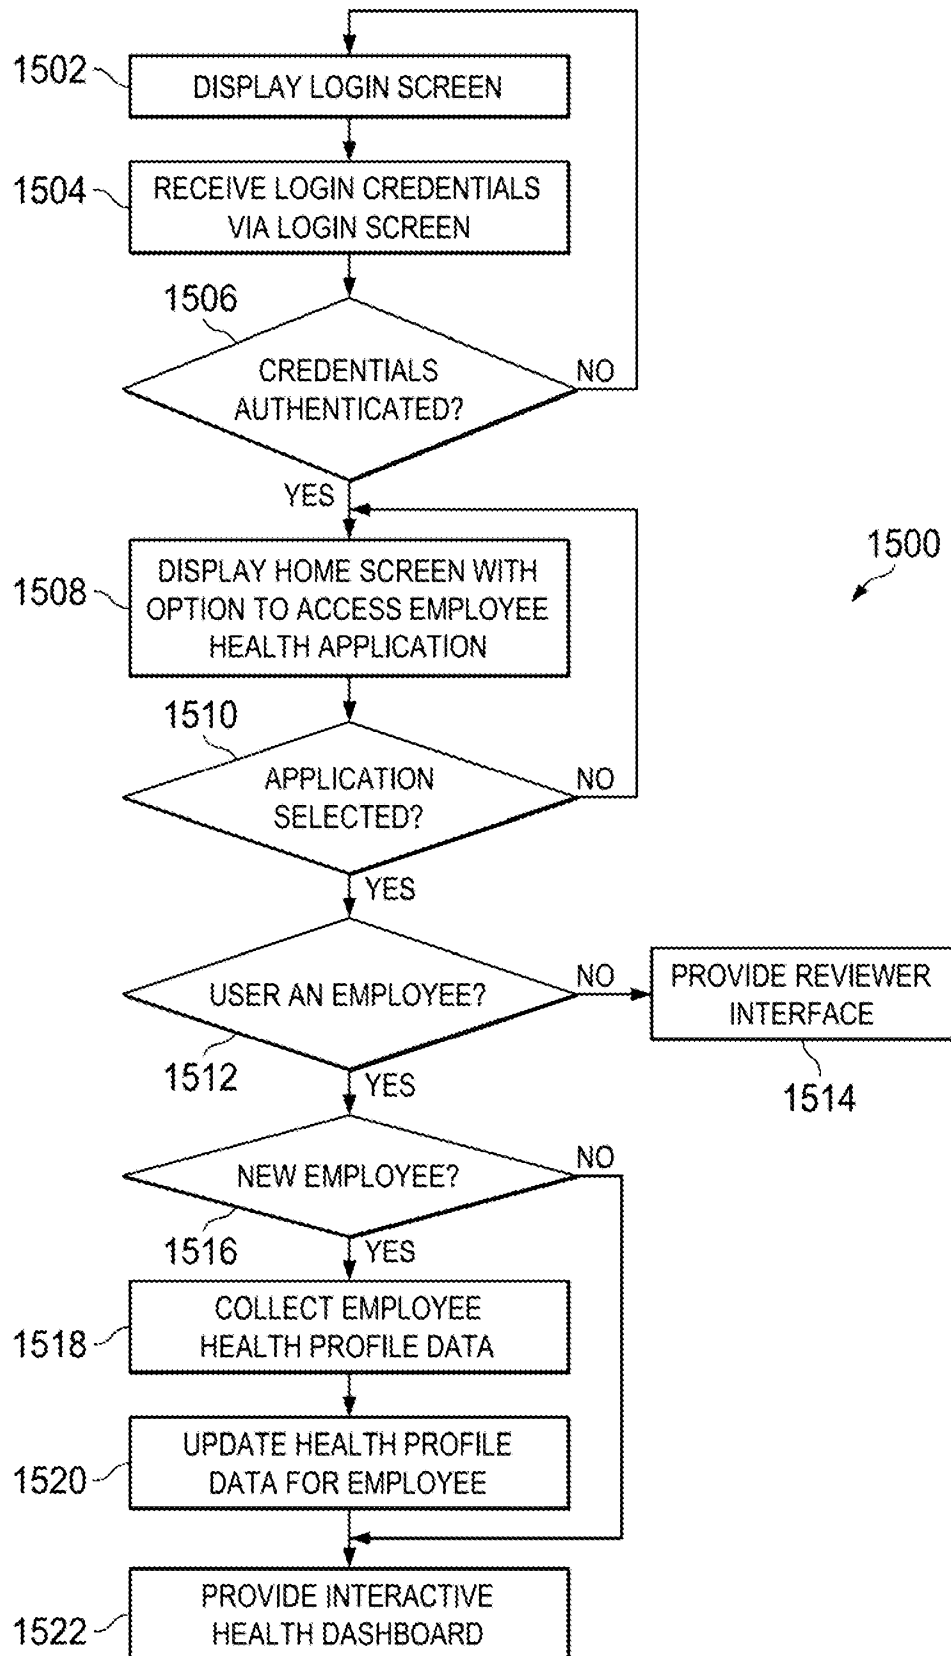 1502
DISPLAY LOGIN SCREEN
1504
RECEIVE LOGIN CREDENTIALS
VIA LOGIN SCREEN
1506
CREDENTIALS
AUTHENTICATED?
NO
YES
1500
1508
DISPLAY HOME SCREEN WITH
OPTION TO ACCESS EMPLOYEE
HEALTH APPLICATION
1510
APPLICATION
SELECTED?
NO
YES
USER AN EMPLOYEE?
NO
PROVIDE REVIEWER
INTERFACE
1512
YES
1514
NEW EMPLOYEE?
NO
1516
YES
1518
COLLECT EMPLOYEE
HEALTH PROFILE DATA
1520
UPDATE HEALTH PROFILE
DATA FOR EMPLOYEE
1522
PROVIDE INTERACTIVE
HEALTH DASHBOARD